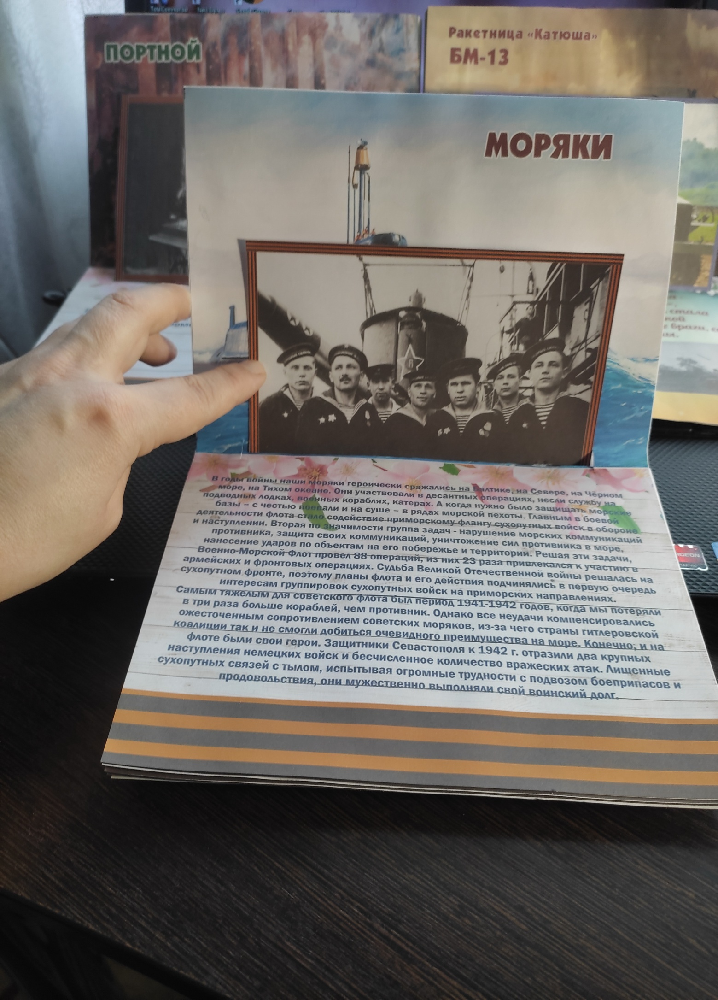 ПОРТНОЙ
Ракетница «Катюша»
БМ-13
МОРЯКИ
В годы войны наши моряки героически сражались на Балтике, на Севере, на Чёрном
море, на Тихом океане. Они участвовали в десантных операциях, несли службу на
подводных лодках, военных кораблях, катерах. А когда нужно было защищать морские
базы – с честью воевали и на суше – в рядах морской пехоты. Главным в боевой
деятельности флота стало содействие приморскому флангу сухопутных войск в обороне
и наступлении. Вторая по значимости группа задач - нарушение морских коммуникаций
противника, защита своих коммуникаций, уничтожение сил противника в море,
нанесение ударов по объектам на его побережье и территории. Решая эти задачи,
Военно-Морской Флот провел 88 операций, из них 23 раза привлекался к участию в
армейских и фронтовых операциях. Судьба Великой Отечественной войны решалась на
сухопутном фронте, поэтому планы флота и его действия подчинялись в первую очередь
интересам группировок сухопутных войск на приморских направлениях.
Самым тяжелым для советского флота был период 1941-1942 годов, когда мы потеряли
в три раза больше кораблей, чем противник. Однако все неудачи компенсировались
ожесточенным сопротивлением советских моряков, из-за чего страны гитлеровской
коалиции так и не смогли добиться очевидного преимущества на море. Конечно; и на
флоте были свои герои. Защитники Севастополя к 1942 г. отразили два крупных
наступления немецких войск и бесчисленное количество вражеских атак. Лищенные
сухопутных связей с тылом, испытывая огромные трудности с подвозом боеприпасов и
продовольствия, они мужественно выполняли свой воинский долг.
стала
враги,